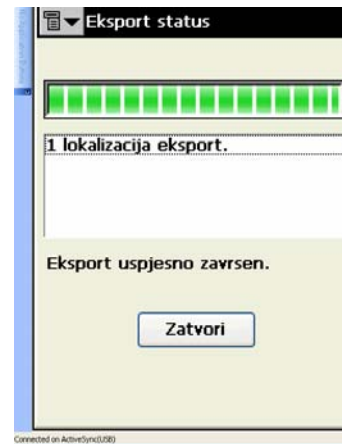 Eksport status
1 lokalizacija eksport.
Eksport uspjesno zavrsen.
Zatvori
Connected on ActiveSync(USB)